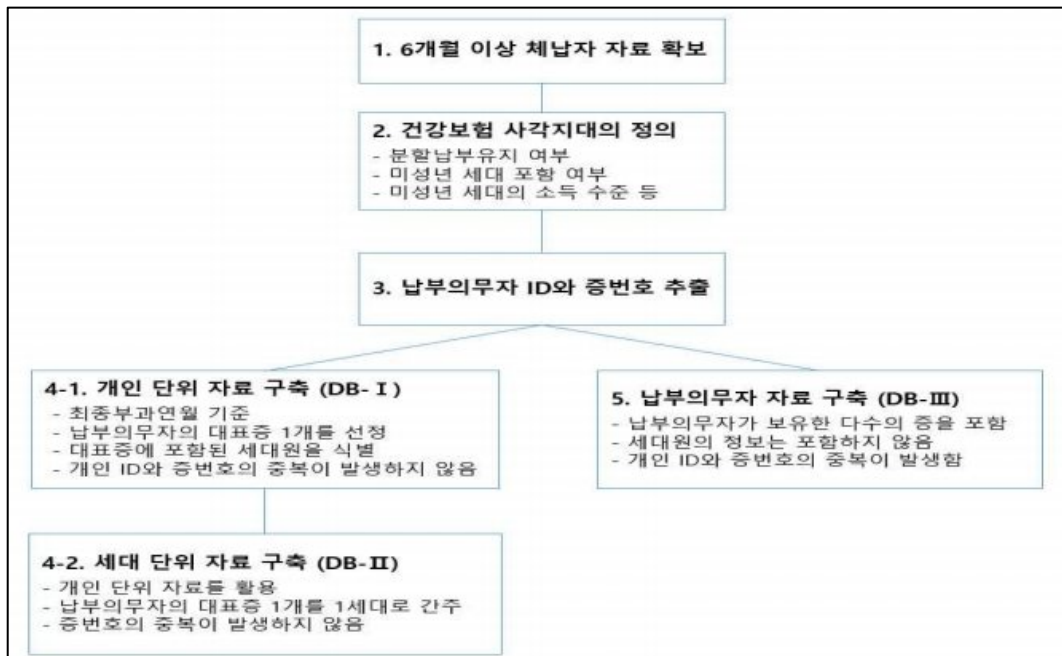 1. 6개월 이상 체납자 자료 확보
2. 건강보험 사각지대의 정의
- 분할납부유지 여부
- 미성년 세대 포함 여부
- 미성년 세대의 소득 수준 등
3. 납부의무자 ID와 증번호 추출
4-1. 개인 단위 자료 구축 (DB-Ⅰ)
- 최종부과연월 기준
- 납부의무자의 대표증 1개를 선정
- 대표증에 포함된 세대원을 식별
- 개인 ID와 증번호의 중복이 발생하지 않음
5. 납부의무자 자료 구축 (DB-Ⅲ)
- 납부의무자가 보유한 다수의 증을 포함
- 세대원의 정보는 포함하지 않음
- 개인 ID와 증번호의 중복이 발생함
4-2. 세대 단위 자료 구축 (DB-Ⅱ)
- 개인 단위 자료를 활용
- 납부의무자의 대표증 1개를 1세대로 간주
- 증번호의 중복이 발생하지 않음